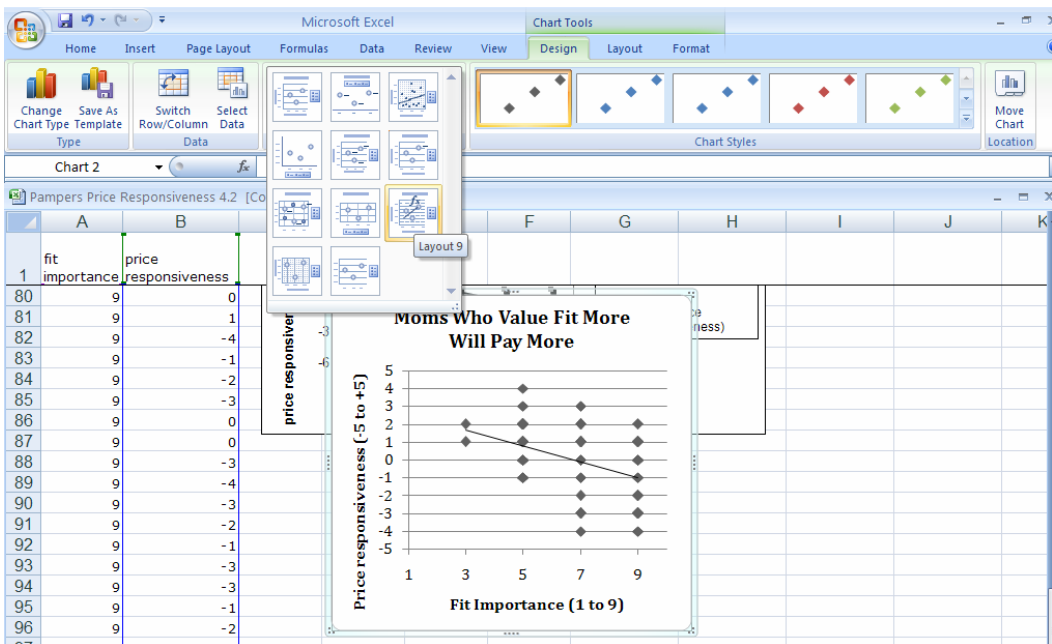 Microsoft Excel
Chart Tools
Home Insert Page Layout Formulas Data Review View Design Layout Format
Change Chart Type
Save As Template
Switch Row/Column
Select Data
Move Chart
Type Data Chart Styles Location
Chart 2 fx
Pampers Price Responsiveness 4.2 [Co
Layout 9
A B F G H I J K
1 fit importance price responsiveness
80 9 0
81 9 1
82 9 -4
83 9 -1
84 9 -2
85 9 -3
86 9 0
87 9 0
88 9 -3
89 9 -4
90 9 -3
91 9 -2
92 9 -1
93 9 -3
94 9 -3
95 9 -1
96 9 -2
price responsiver
-3
-6
ness)
Moms Who Value Fit More
Will Pay More
Price responsiveness (-5 to +5)
5
4
3
2
1
0
-1
-2
-3
-4
-5
1 3 5 7 9
Fit Importance (1 to 9)